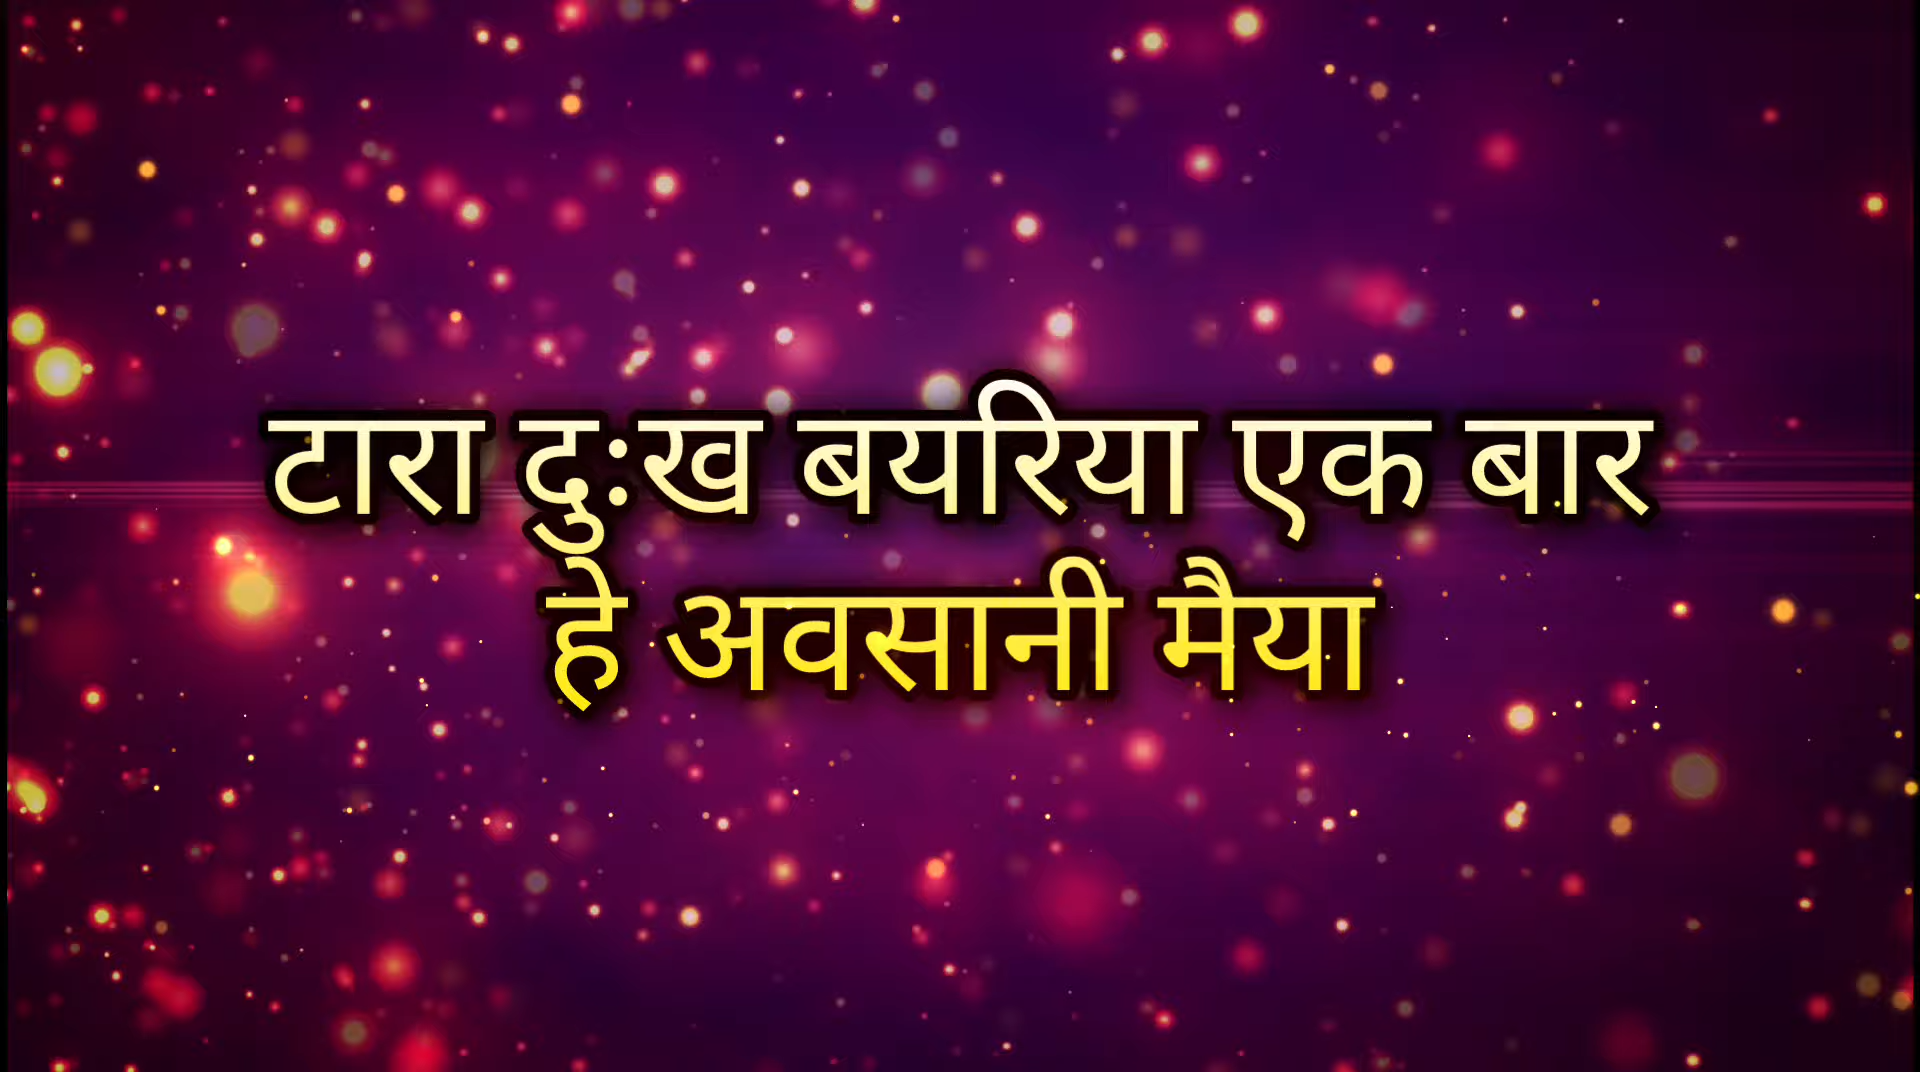 टारा दुःख बयरिया एक बार
हे अवसानी मैया